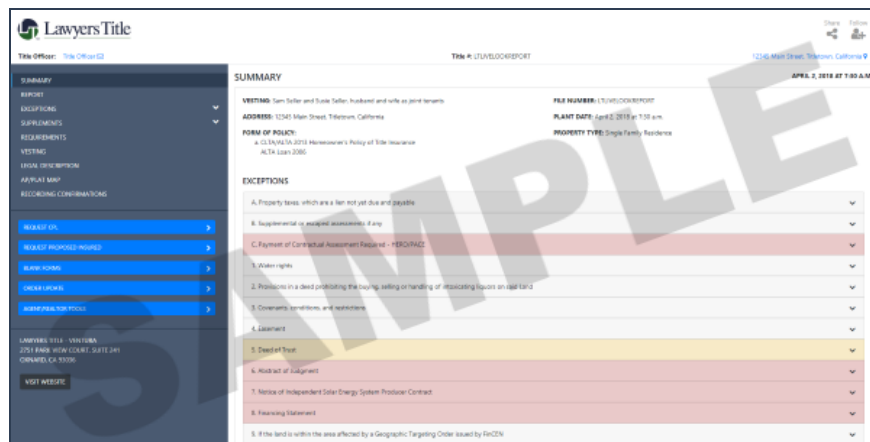 LT Lawyers Title
Share Follow
Title Officer: Title Officer
Title #: LTLIVELOOKREPORT
12345 Main Street, Titletown, California
SUMMARY
REPORT
EXCEPTIONS
SUPPLEMENTS
REQUIREMENTS
VESTING
LEGAL DESCRIPTION
AP/PLAT MAP
RECORDING CONFIRMATIONS
REQUEST CPL
REQUEST PROPOSED INSURED
BLANK FORMS
ORDER UPDATE
AGENT/REALTOR TOOLS
LAWYERS TITLE - VENTURA
2751 PARK VIEW COURT, SUITE 241
OXNARD, CA 93036
VISIT WEBSITE
SUMMARY
APRIL 2, 2018 AT 7:00 A.M
VESTING: Sam Seller and Susie Seller, husband and wife as joint tenants
ADDRESS: 12345 Main Street, Titletown, California
FORM OF POLICY:
a. CLTA/ALTA 2013 Homeowner's Policy of Title Insurance
ALTA Loan 2006
FILE NUMBER: LTLIVELOOKREPORT
PLANT DATE: April 2, 2018 at 7:30 a.m.
PROPERTY TYPE: Single Family Residence
EXCEPTIONS
A. Property taxes, which are a lien not yet due and payable
B. Supplemental or escaped assessments if any
C. Payment of Contractual Assessment Required - HERO/PACE
1. Water rights
2. Provisions in a deed prohibiting the buying, selling or handling of intoxicating liquors on said Land
3. Covenants, conditions, and restrictions
4. Easement
5. Deed of Trust
6. Abstract of Judgment
7. Notice of Independent Solar Energy System Producer Contract
8. Financing Statement
9. If the land is within the area affected by a Geographic Targeting Order issued by FinCEN
SAMPLE